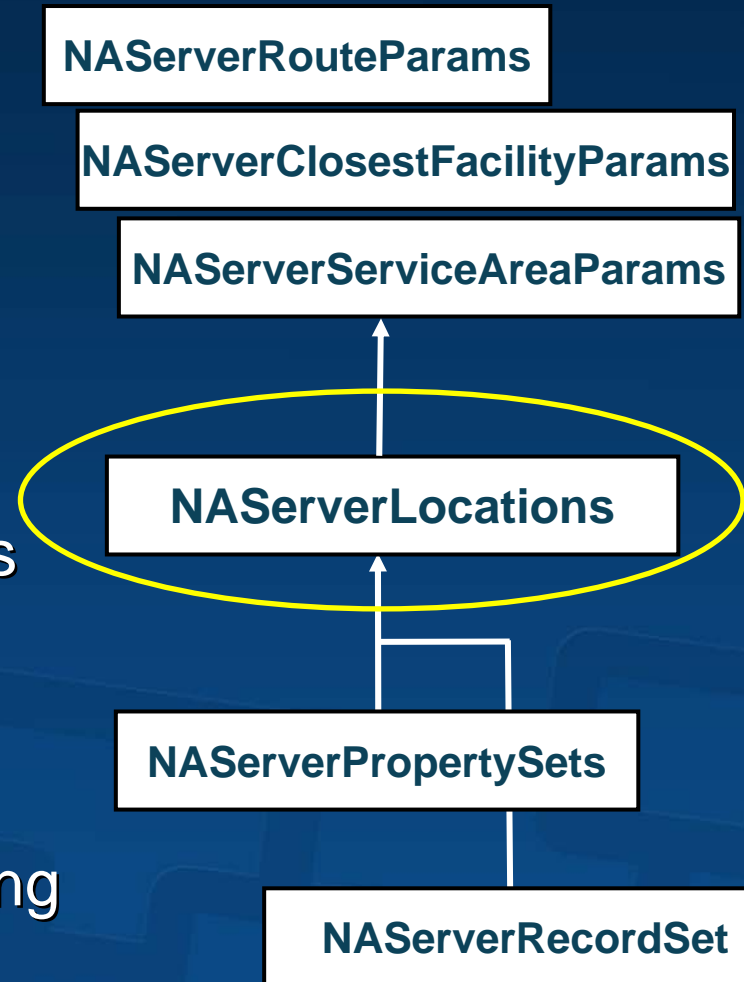 NAServerRouteParams
NAServerClosestFacilityParams
NAServerServiceAreaParams
NAServerLocations
NAServerPropertySets
NAServerRecordSet